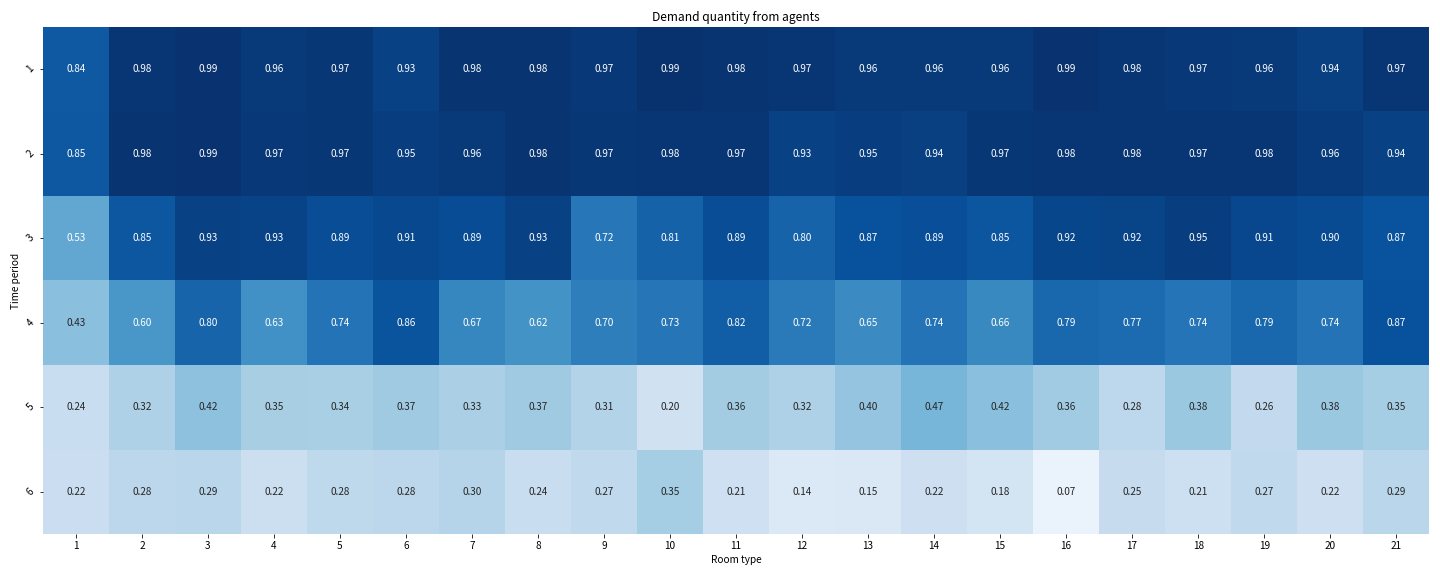 Demand quantity from agents
Time period
1 0.84 0.98 0.99 0.96 0.97 0.93 0.98 0.98 0.97 0.99 0.98 0.97 0.96 0.96 0.96 0.99 0.98 0.97 0.96 0.94 0.97
2 0.85 0.98 0.99 0.97 0.97 0.95 0.96 0.98 0.97 0.98 0.97 0.93 0.95 0.94 0.97 0.98 0.98 0.97 0.98 0.96 0.94
3 0.53 0.85 0.93 0.93 0.89 0.91 0.89 0.93 0.72 0.81 0.89 0.80 0.87 0.89 0.85 0.92 0.92 0.95 0.91 0.90 0.87
4 0.43 0.60 0.80 0.63 0.74 0.86 0.67 0.62 0.70 0.73 0.82 0.72 0.65 0.74 0.66 0.79 0.77 0.74 0.79 0.74 0.87
5 0.24 0.32 0.42 0.35 0.34 0.37 0.33 0.37 0.31 0.20 0.36 0.32 0.40 0.47 0.42 0.36 0.28 0.38 0.26 0.38 0.35
6 0.22 0.28 0.29 0.22 0.28 0.28 0.30 0.24 0.27 0.35 0.21 0.14 0.15 0.22 0.18 0.07 0.25 0.21 0.27 0.22 0.29
1 2 3 4 5 6 7 8 9 10 11 12 13 14 15 16 17 18 19 20 21
Room type